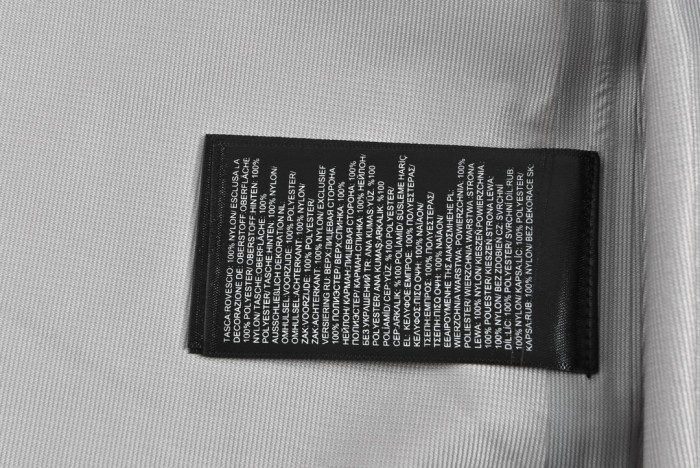 TASCA ROVESCIO: 100% NYLON/ ESCLUSA LA
DECORAZIONE DE: OBERSTOFF:OBERFLÄCHE:
100% POLYESTER/ OBERSTOFF:HINTEN: 100%
NYLON/ TASCHE:OBERFLÄCHE: 100%
POLYESTER/ TASCHE:HINTEN: 100% NYLON/
AUSSCHLIEßLICH DEKORATION NL:
OMHULSEL:VOORZIJDE: 100% POLYESTER/
OMHULSEL:ACHTERKANT: 100% NYLON/
ZAK:VOORZIJDE: 100% POLYESTER/
ZAK:ACHTERKANT: 100% NYLON/ EXCLUSIEF
VERSIERING RU: ВЕРХ:ЛИЦЕВАЯ СТОРОНА:
100% ПОЛИЭСТЕР/ ВЕРХ:СПИНКА: 100%
НЕЙЛОН/ КАРМАН:ЛИЦЕВАЯ СТОРОНА: 100%
ПОЛИЭСТЕР/ КАРМАН:СПИНКА: 100% НЕЙЛОН/
БЕЗ УКРАШЕНИЙ TR: ANA KUMAŞ:YÜZ: %100
POLYESTER/ ANA KUMAŞ:ARKALIK: %100
POLİAMİD/ CEP:YÜZ: %100 POLYESTER/
CEP:ARKALIK: %100 POLİAMİD/ SÜSLEME HARİÇ
EL: ΚΕΛΥΦΟΣ:ΕΜΠΡΟΣ: 100% ΠΟΛΥΕΣΤΕΡΑΣ/
ΚΕΛΥΦΟΣ:ΠΙΣΩ ΟΨΗ: 100% ΝΑΪΛΟΝ/
ΤΣΕΠΗ:ΕΜΠΡΟΣ: 100% ΠΟΛΥΕΣΤΕΡΑΣ/
ΤΣΕΠΗ:ΠΙΣΩ ΟΨΗ: 100% ΝΑΪΛΟΝ/
ΕΞΑΙΡΟΥΜΕΝΗΣ ΤΗΣ PL:
WIERZCHNIA WARSTWA: POWIERZCHNIA: 100%
POLIESTER/ WIERZCHNIA WARSTWA :STRONA
LEWA: 100% NYLON/ KIESZEŃ:POWIERZCHNIA :
100% POLIESTER/ KIESZEŃ:STRONA LEWA:
100% NYLON/ BEZ ZDOBIEŃ CZ: SVRCHNÍ
DÍL:LÍC: 100% POLYESTER/ SVRCHNÍ DÍL:RUB:
100% NYLON/ KAPSA:LÍC: 100% POLYESTER/
KAPSA:RUB: 100% NYLON/ BEZ DEKORACE SK: